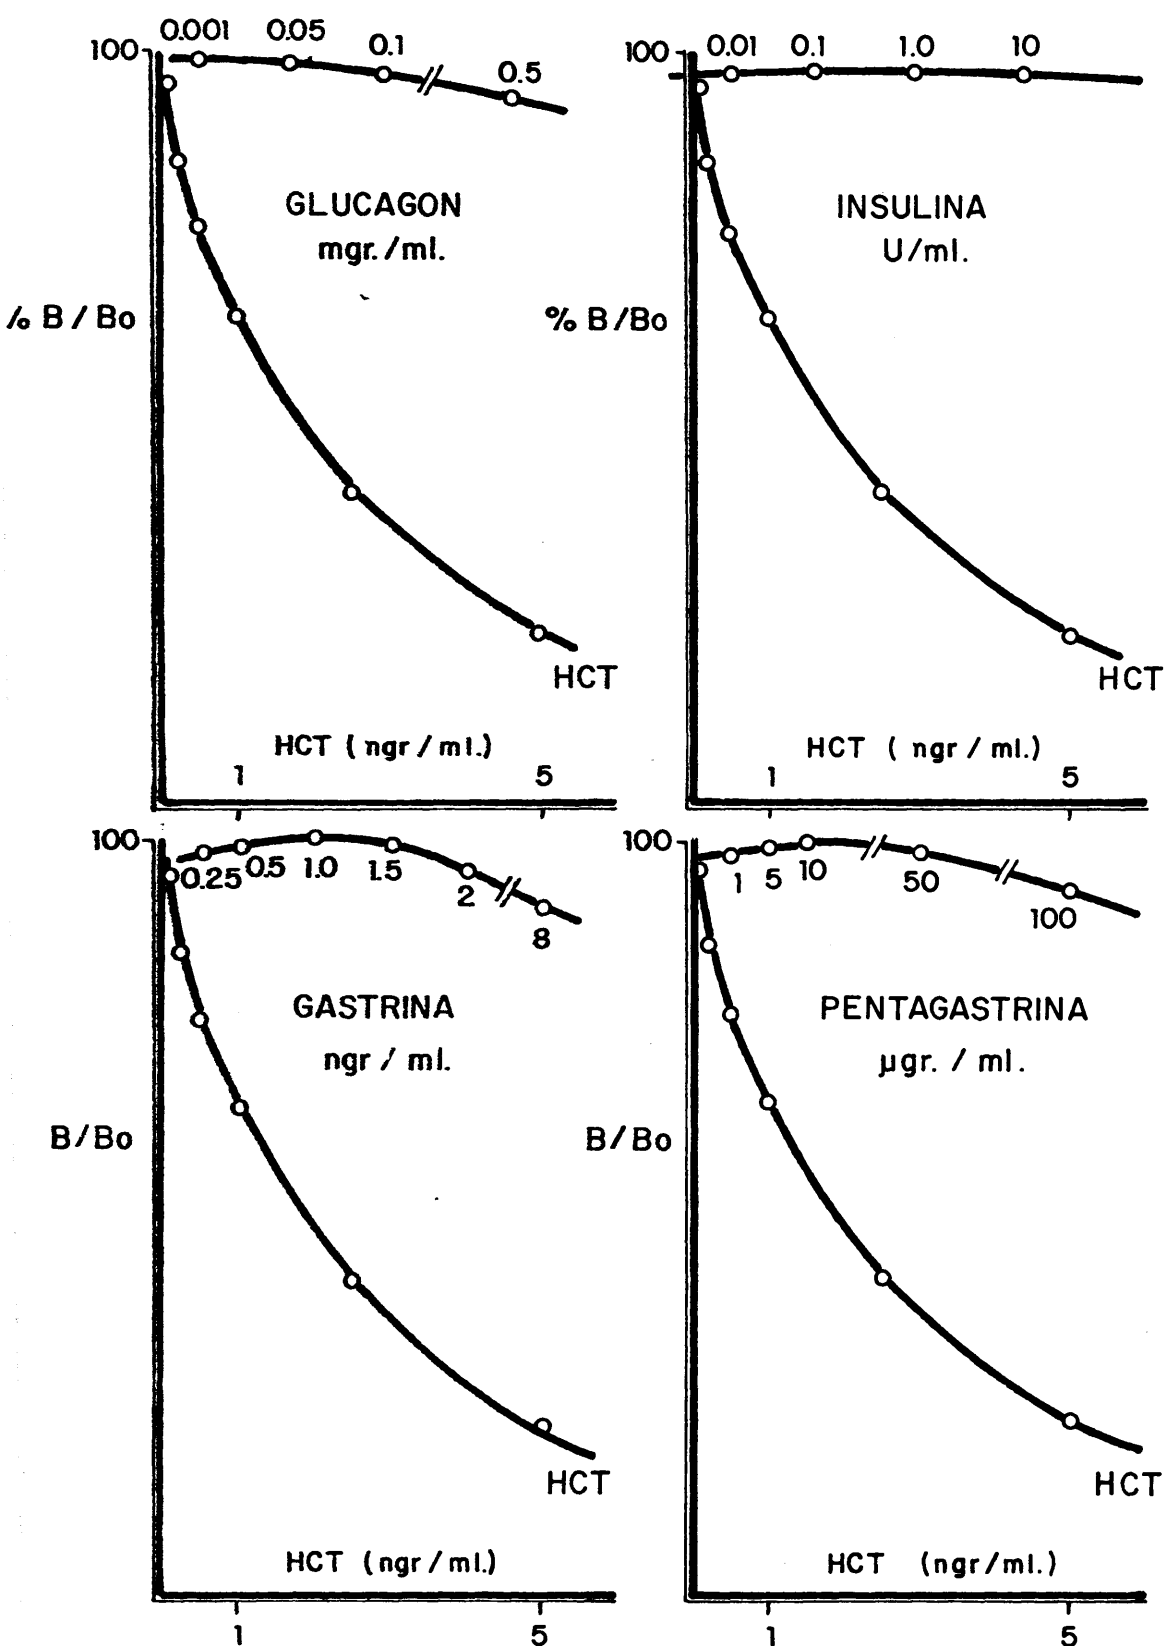 100
0.001 0.05 0.1 0.5
GLUCAGON
mgr./ml.
% B/Bo
HCT
HCT (ngr/ml.)
1 5
100
0.01 0.1 1.0 10
INSULINA
U/ml.
% B/Bo
HCT
HCT (ngr/ml.)
1 5
100
0.25 0.5 1.0 1.5 2 8
GASTRINA
ngr/ml.
B/Bo
HCT
HCT (ngr/ml.)
1 5
100
1 5 10 50 100
PENTAGASTRINA
µgr./ml.
B/Bo
HCT
HCT (ngr/ml.)
1 5